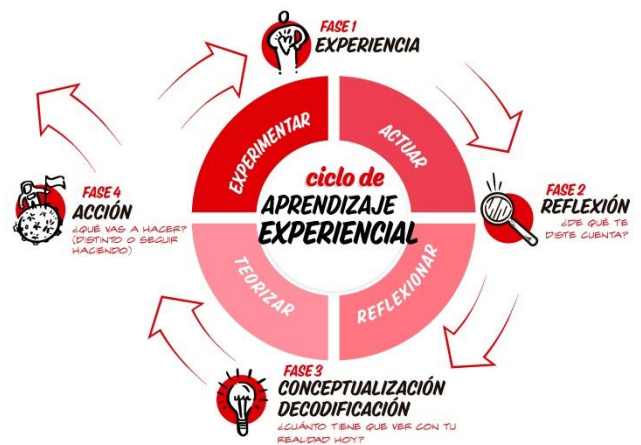 FASE 1
EXPERIENCIA
EXPERIMENTAR
ACTUAR
ciclo de
APRENDIZAJE
EXPERIENCIAL
FASE 2
REFLEXIÓN
¿DE QUE TE
DISTE CUENTA?
FASE 4
ACCIÓN
¿QUÉ VAS A HACER?
(DISTINTO O SEGUIR
HACIENDO)
TEORIZAR
REFLEXIONAR
FASE 3
CONCEPTUALIZACIÓN
DECODIFICACIÓN
¿CUÁNTO TIENE QUE VER CON TU
REALIDAD HOY?